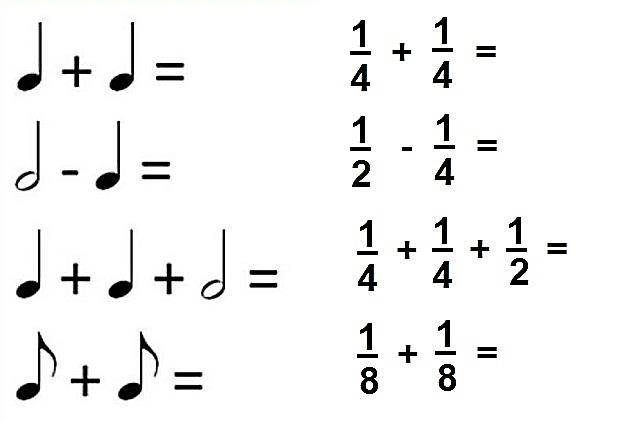 ♩ + ♩ = 1/4 + 1/4 =
𝅗𝅥 - ♩ = 1/2 - 1/4 =
♩ + ♩ + 𝅗𝅥 = 1/4 + 1/4 + 1/2 =
♪ + ♪ = 1/8 + 1/8 =